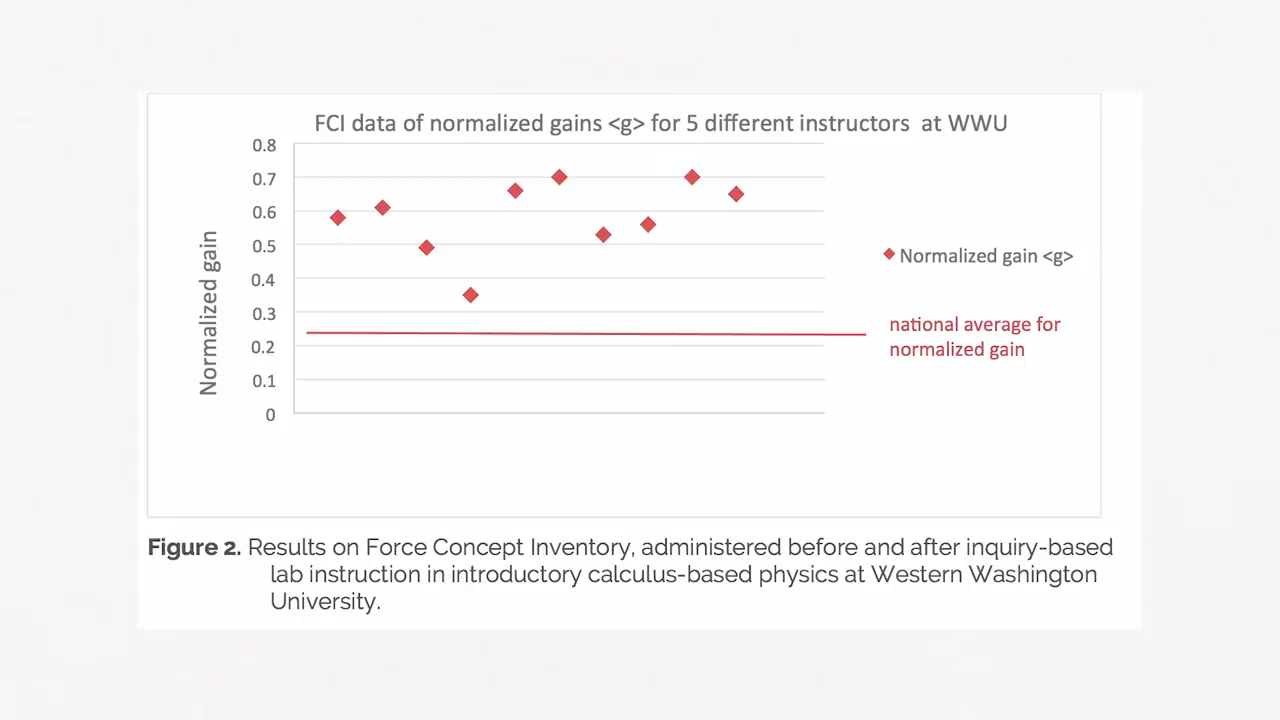 FCI data of normalized gains <g> for 5 different instructors at WWU
0.8
0.7
0.6
0.5
0.4
0.3
0.2
0.1
0
Normalized gain
Normalized gain <g>
national average for
normalized gain
Figure 2. Results on Force Concept Inventory, administered before and after inquiry-based
lab instruction in introductory calculus-based physics at Western Washington
University.